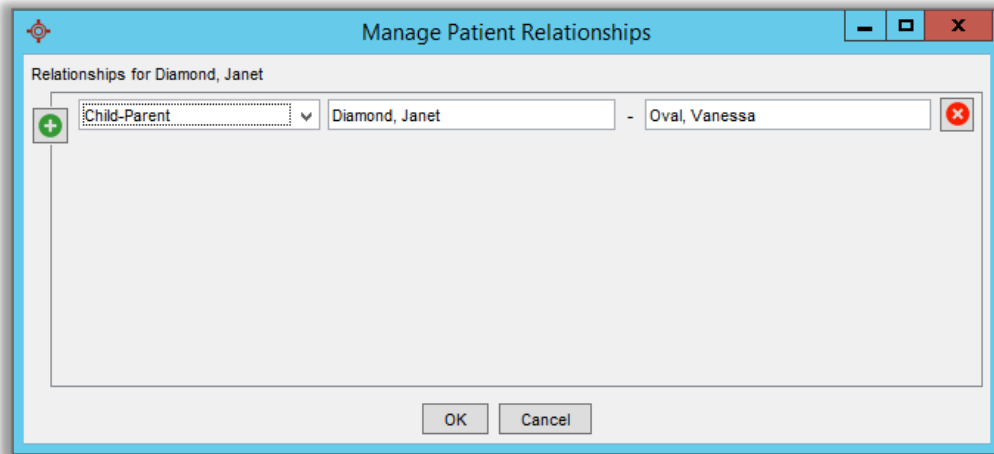 Manage Patient Relationships
Relationships for Diamond, Janet
Child-Parent Diamond, Janet - Oval, Vanessa
OK Cancel